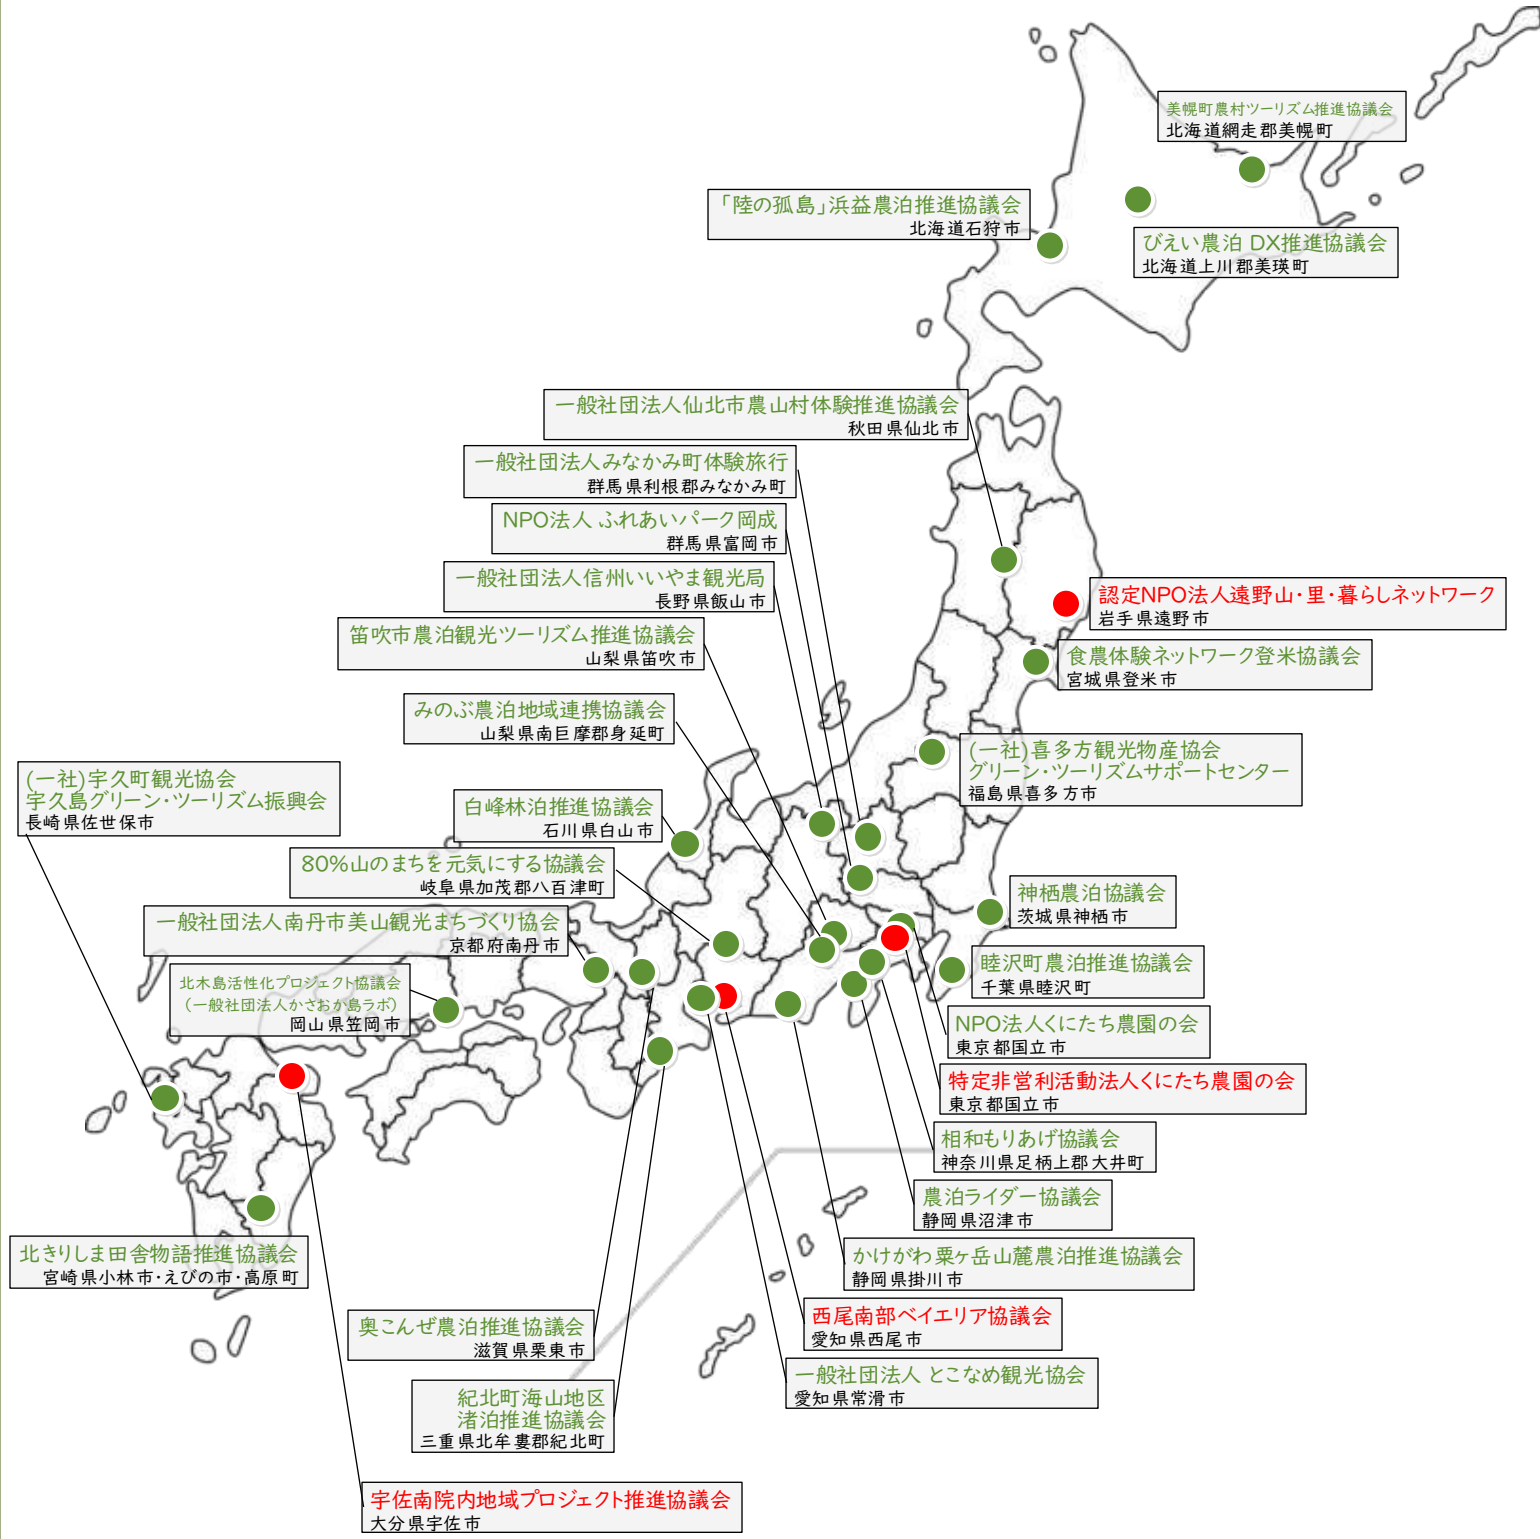 美幌町農村ツーリズム推進協議会
北海道網走郡美幌町
「陸の孤島」浜益農泊推進協議会
北海道石狩市
びえい農泊 DX推進協議会
北海道上川郡美瑛町
一般社団法人仙北市農山村体験推進協議会
秋田県仙北市
一般社団法人みなかみ町体験旅行
群馬県利根郡みなかみ町
NPO法人 ふれあいパーク岡成
群馬県富岡市
一般社団法人信州いいやま観光局
長野県飯山市
認定NPO法人遠野山・里・暮らしネットワーク
岩手県遠野市
笛吹市農泊観光ツーリズム推進協議会
山梨県笛吹市
食農体験ネットワーク登米協議会
宮城県登米市
みのぶ農泊地域連携協議会
山梨県南巨摩郡身延町
(一社)喜多方観光物産協会
グリーン・ツーリズムサポートセンター
福島県喜多方市
(一社)宇久町観光協会
宇久島グリーン・ツーリズム振興会
長崎県佐世保市
白峰林泊推進協議会
石川県白山市
80%山のまちを元気にする協議会
岐阜県加茂郡八百津町
神栖農泊協議会
茨城県神栖市
一般社団法人南丹市美山観光まちづくり協会
京都府南丹市
睦沢町農泊推進協議会
千葉県睦沢町
北木島活性化プロジェクト協議会
(一般社団法人かさおか島ラボ)
岡山県笠岡市
NPO法人くにたち農園の会
東京都国立市
特定非営利活動法人くにたち農園の会
東京都国立市
相和もりあげ協議会
神奈川県足柄上郡大井町
農泊ライダー協議会
静岡県沼津市
北きりしま田舎物語推進協議会
宮崎県小林市・えびの市・高原町
かけがわ粟ヶ岳山麓農泊推進協議会
静岡県掛川市
西尾南部ベイエリア協議会
愛知県西尾市
奥こんぜ農泊推進協議会
滋賀県栗東市
一般社団法人 とこなめ観光協会
愛知県常滑市
紀北町海山地区
渚泊推進協議会
三重県北牟婁郡紀北町
宇佐南院内地域プロジェクト推進協議会
大分県宇佐市